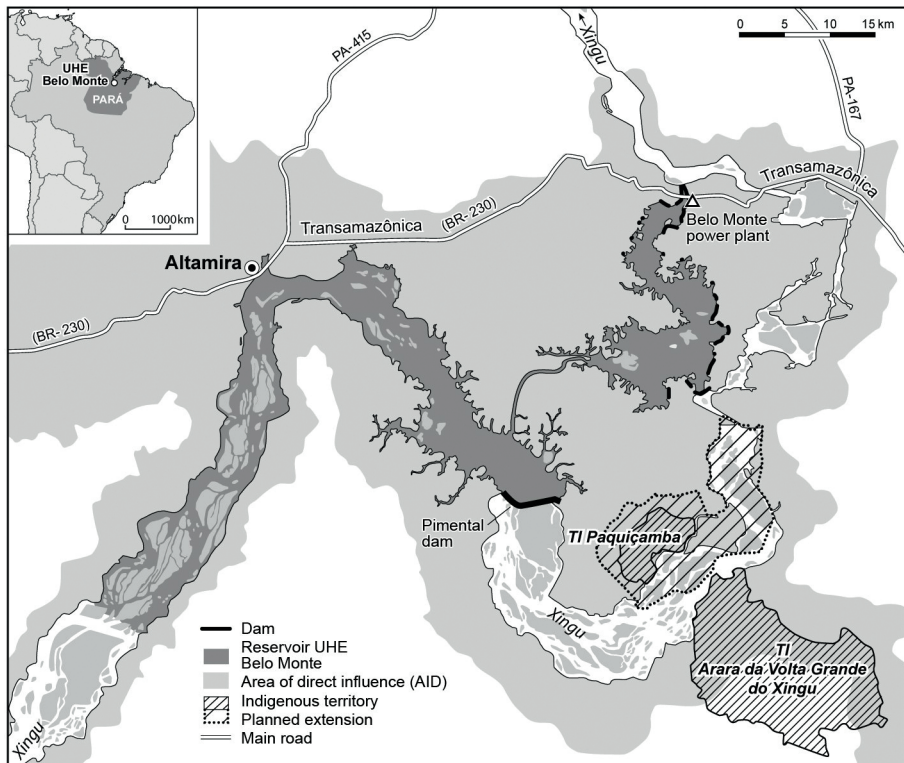 UHE
Belo Monte
PARÁ
0 1000 km
PA-415
Xingu
0 5 10 15 km
PA-167
Transamazônica
Transamazônica
(BR-230)
Belo Monte
power plant
Altamira
(BR-230)
Pimental
dam
TI Paquiçamba
Xingu
TI
Arara da Volta Grande
do Xingu
Xingu
Dam
Reservoir UHE
Belo Monte
Area of direct influence (AID)
Indigenous territory
Planned extension
Main road